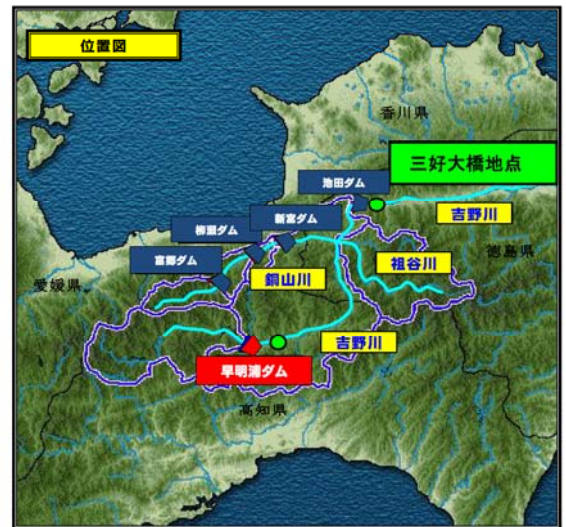 位置図
香川県
三好大橋地点
池田ダム
吉野川
新宮ダム
柳瀬ダム
徳島県
祖谷川
富郷ダム
銅山川
愛媛県
吉野川
早明浦ダム
高知県